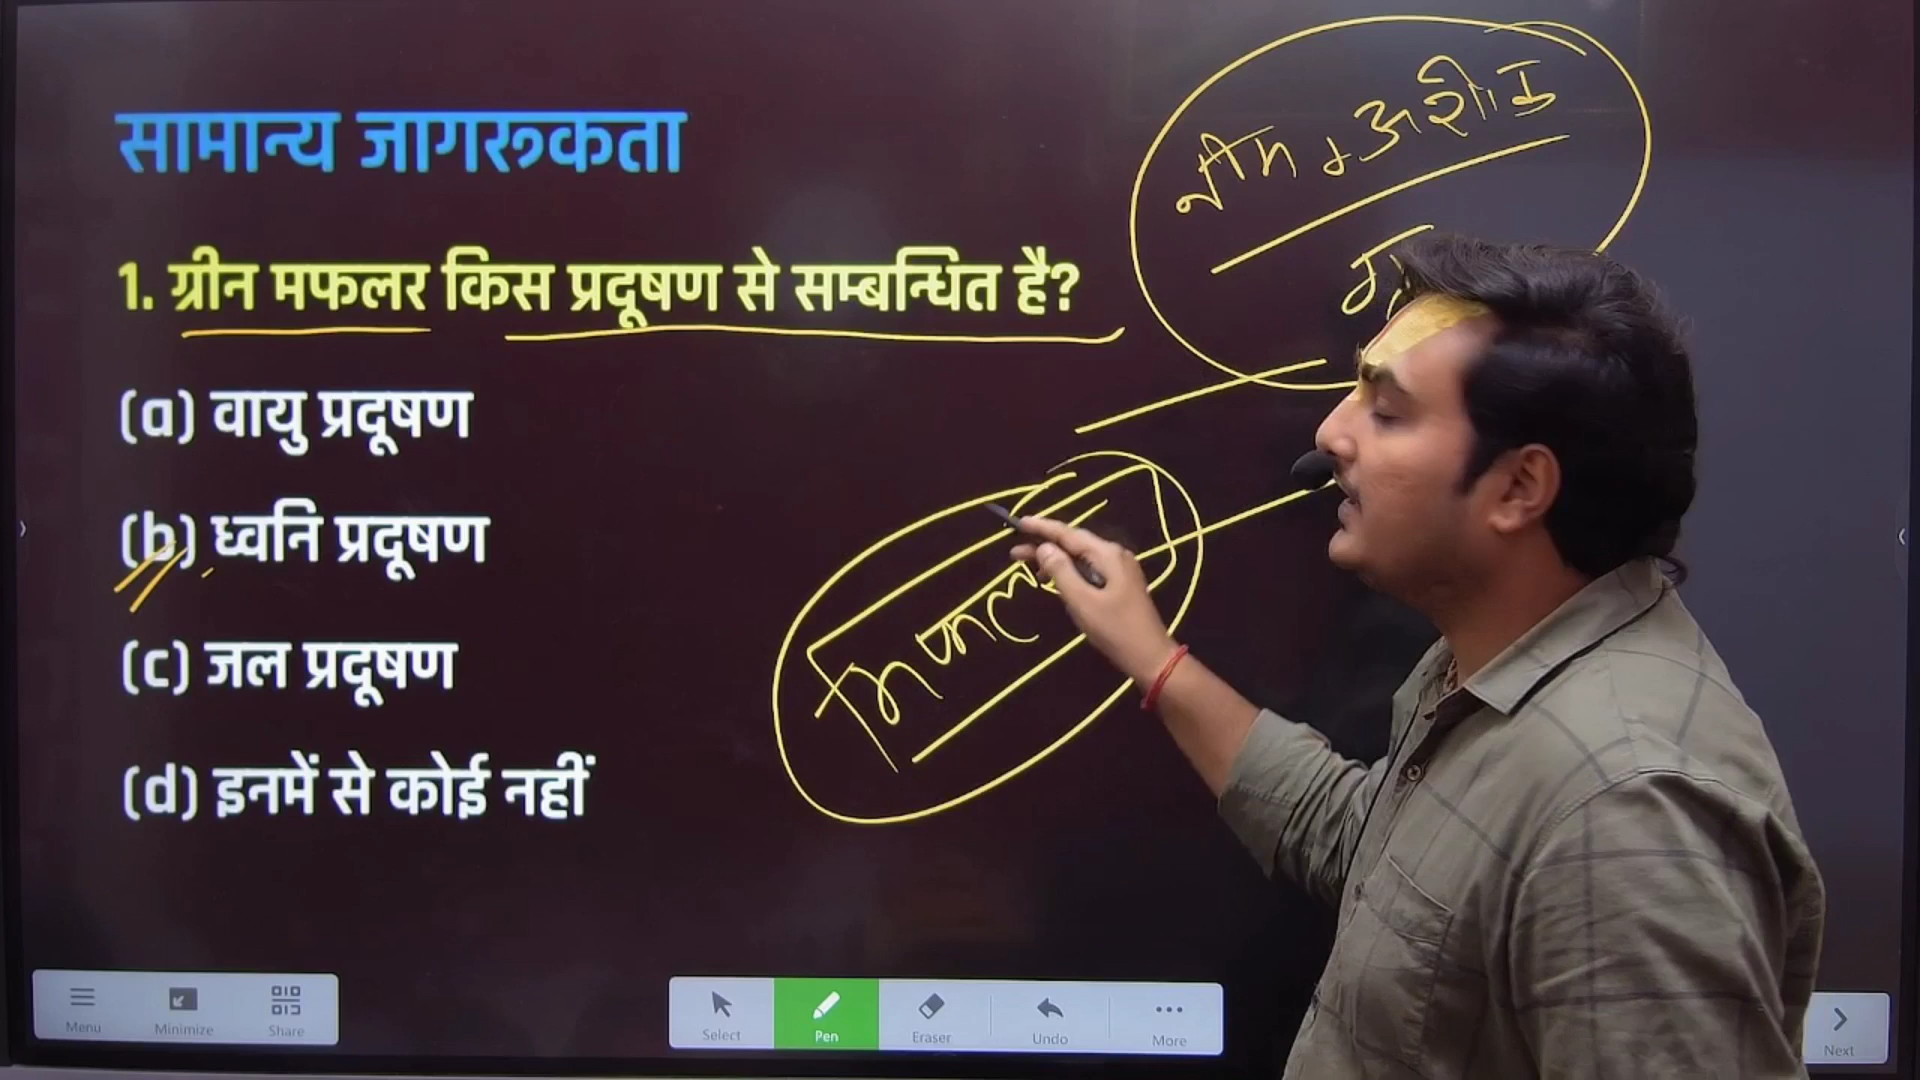 सामान्य जागरूकता
1. ग्रीन मफलर किस प्रदूषण से सम्बन्धित है?
(a) वायु प्रदूषण
(b) ध्वनि प्रदूषण
(c) जल प्रदूषण
(d) इनमें से कोई नहीं
नीम, अशोक
Menu
Minimize
Share
Select
Pen
Eraser
Undo
More
Next